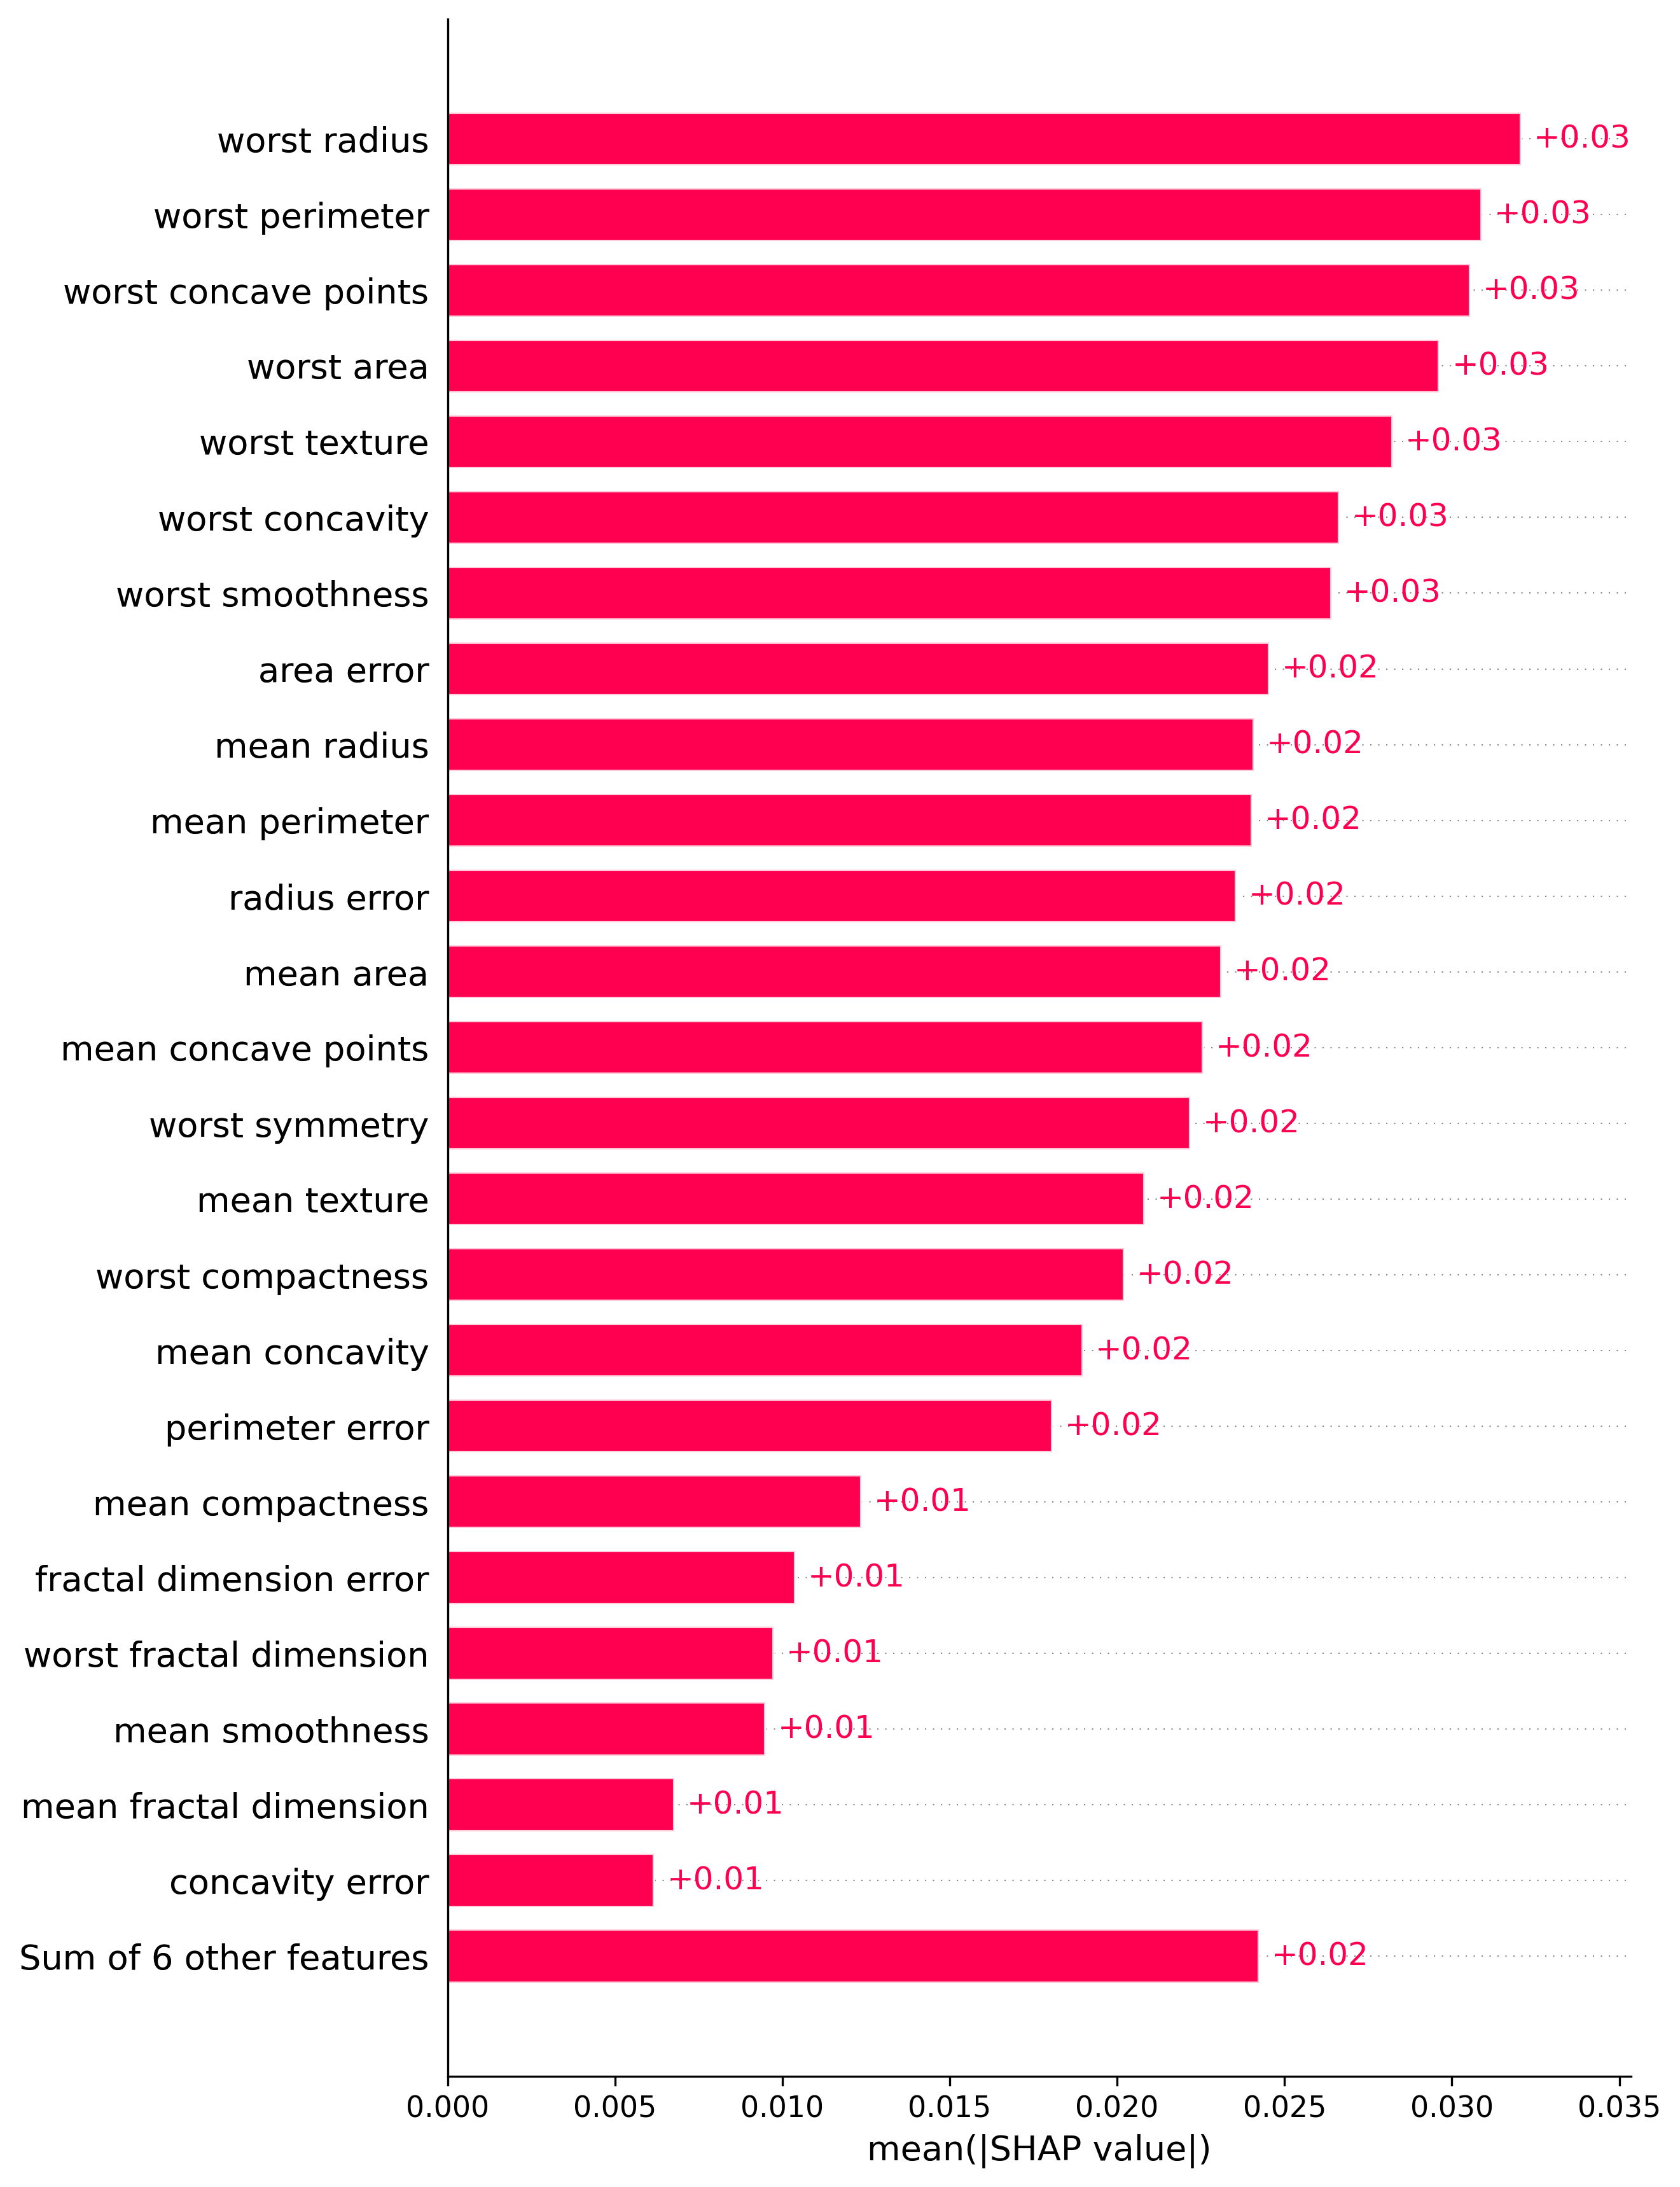 worst radius +0.03
worst perimeter +0.03
worst concave points +0.03
worst area +0.03
worst texture +0.03
worst concavity +0.03
worst smoothness +0.03
area error +0.02
mean radius +0.02
mean perimeter +0.02
radius error +0.02
mean area +0.02
mean concave points +0.02
worst symmetry +0.02
mean texture +0.02
worst compactness +0.02
mean concavity +0.02
perimeter error +0.02
mean compactness +0.01
fractal dimension error +0.01
worst fractal dimension +0.01
mean smoothness +0.01
mean fractal dimension +0.01
concavity error +0.01
Sum of 6 other features +0.02
0.000 0.005 0.010 0.015 0.020 0.025 0.030 0.035
mean(|SHAP value|)